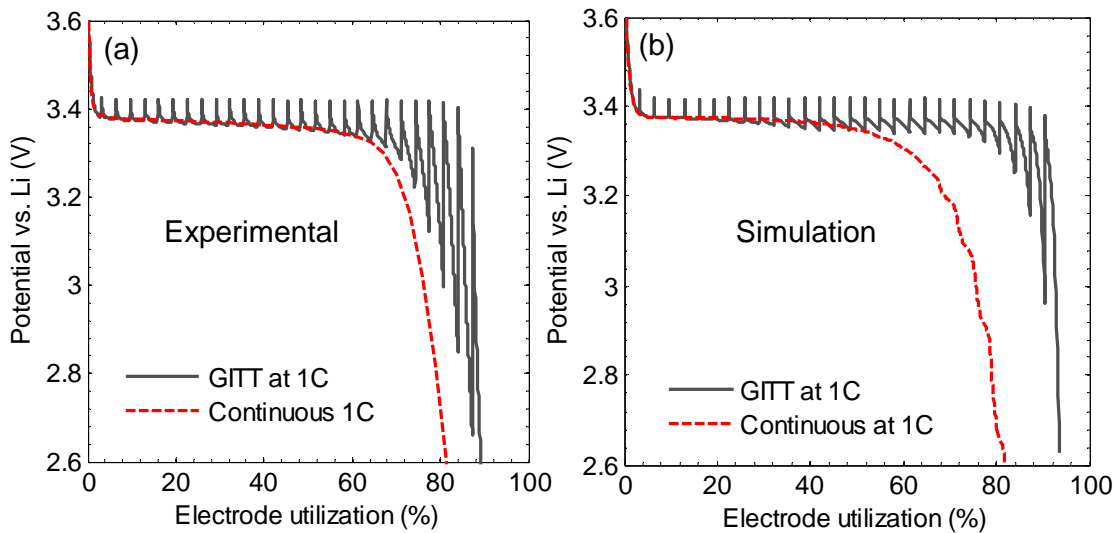 (a)
Potential vs. Li (V)
3.6
3.4
3.2
3
2.8
2.6
Experimental
GITT at 1C
Continuous 1C
0 20 40 60 80 100
Electrode utilization (%)
(b)
Potential vs. Li (V)
3.6
3.4
3.2
3
2.8
2.6
Simulation
GITT at 1C
Continuous at 1C
0 20 40 60 80 100
Electrode utilization (%)